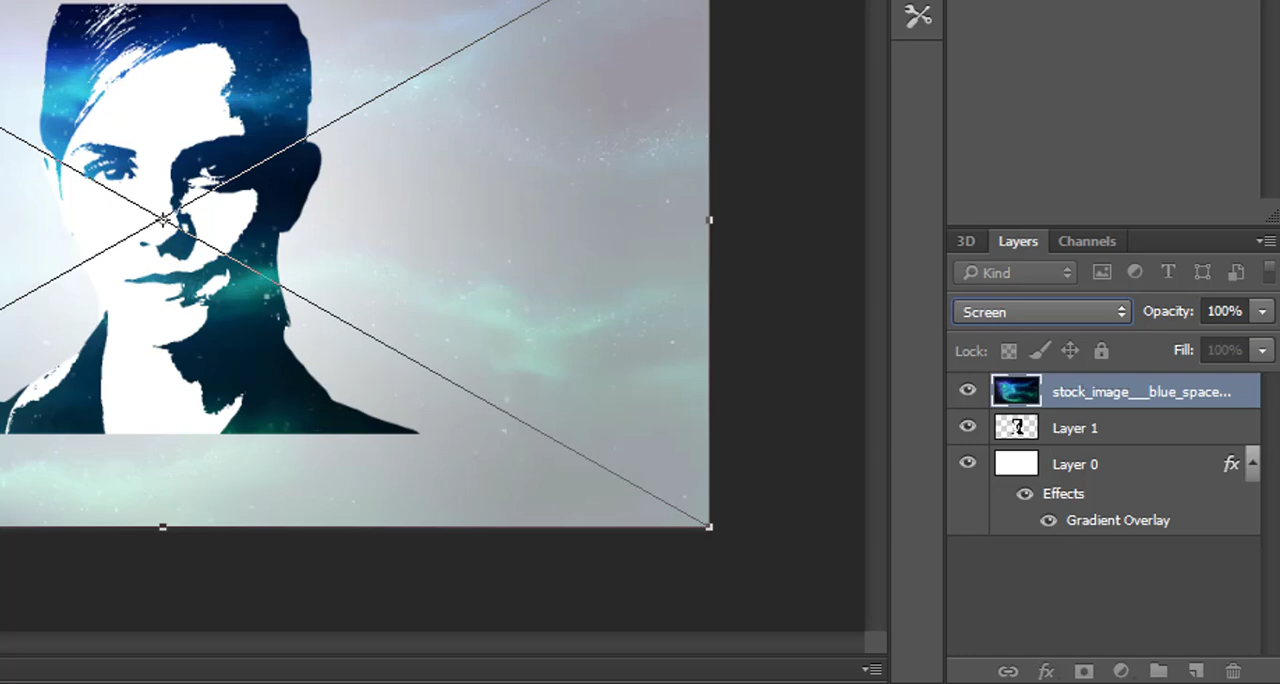 3D Layers Channels
Kind
Screen Opacity: 100%
Lock: Fill: 100%
stock_image___blue_space...
Layer 1
Layer 0 fx
Effects
Gradient Overlay
fx